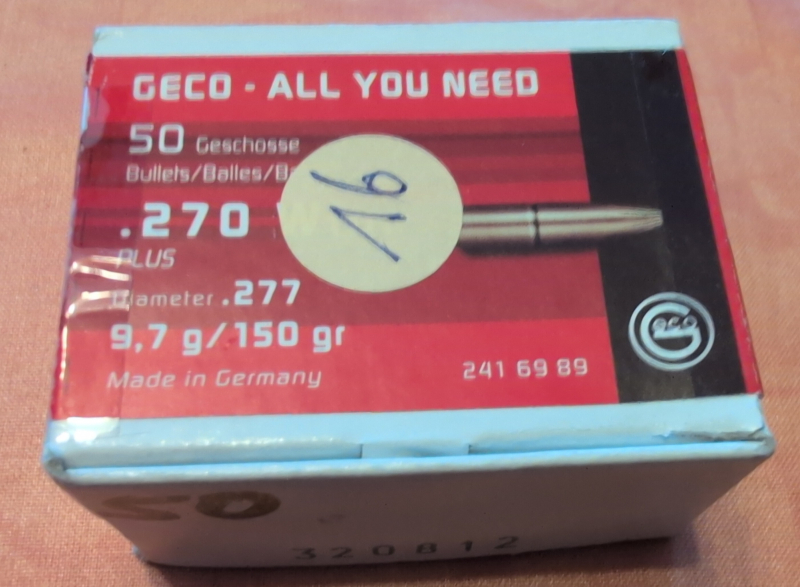 GECO - ALL YOU NEED
50 Geschosse
Bullets/Balles/
16
.270
PLUS
Diameter .277
9,7 g/150 gr
Made in Germany
241 69 89
GECO
50
320812